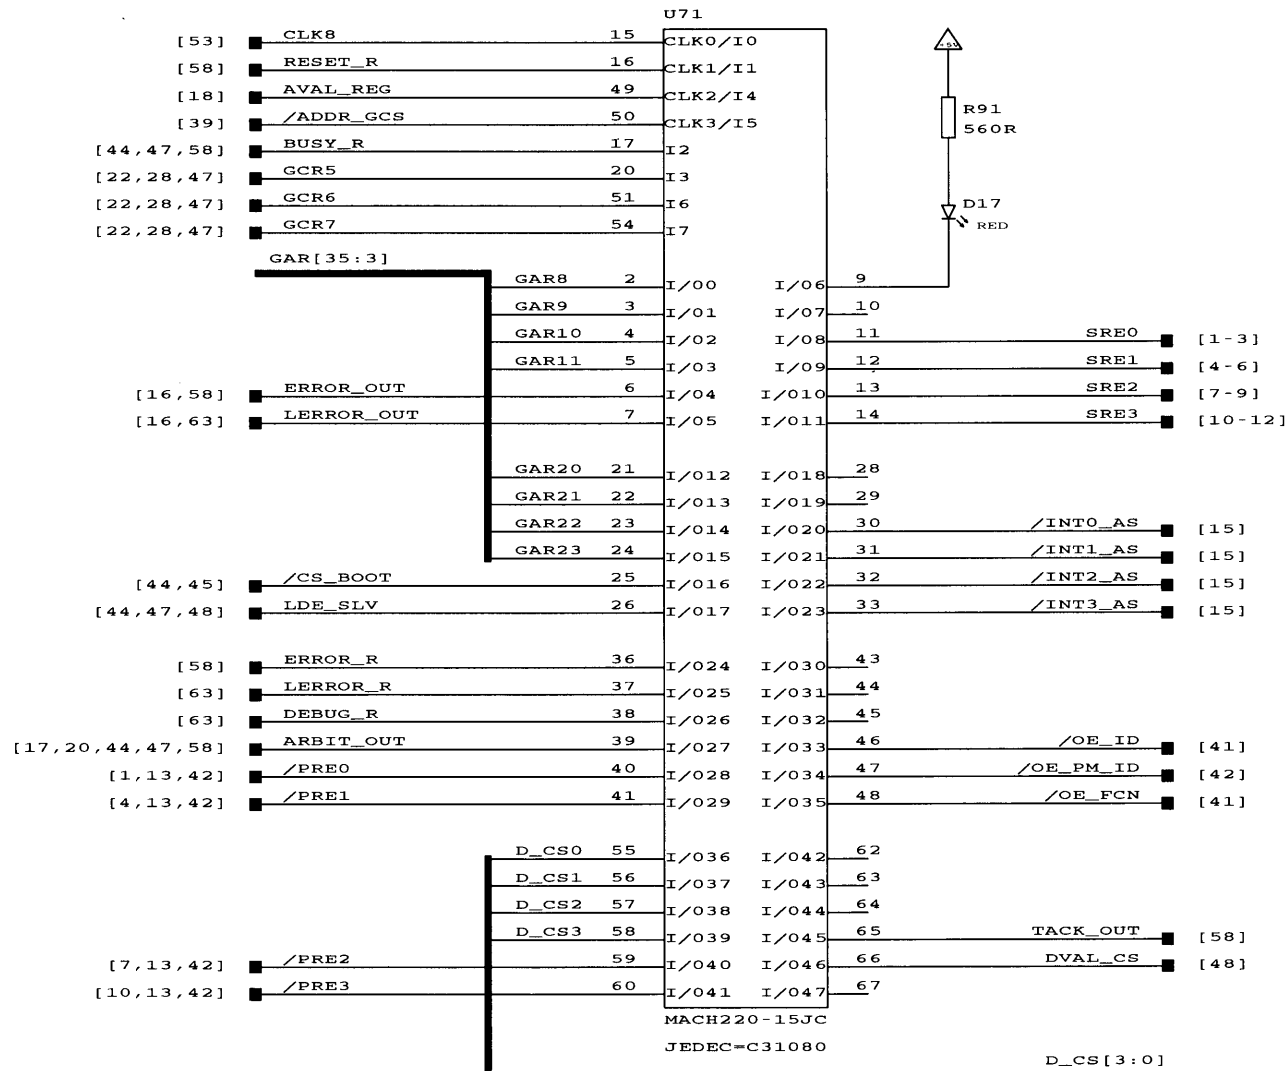 U71
[53] CLK8 15 CLK0/I0
[58] RESET_R 16 CLK1/I1
[18] AVAL_REG 49 CLK2/I4
[39] /ADDR_GCS 50 CLK3/I5
[44,47,58] BUSY_R 17 I2
[22,28,47] GCR5 20 I3
[22,28,47] GCR6 51 I6
[22,28,47] GCR7 54 I7
+5V
R91
560R
D17
RED
GAR[35:3]
GAR8 2 I/O0 I/O6 9
GAR9 3 I/O1 I/O7 10
GAR10 4 I/O2 I/O8 11 SRE0 [1-3]
GAR11 5 I/O3 I/O9 12 SRE1 [4-6]
[16,58] ERROR_OUT 6 I/O4 I/O10 13 SRE2 [7-9]
[16,63] LERROR_OUT 7 I/O5 I/O11 14 SRE3 [10-12]
GAR20 21 I/O12 I/O18 28
GAR21 22 I/O13 I/O19 29
GAR22 23 I/O14 I/O20 30 /INT0_AS [15]
GAR23 24 I/O15 I/O21 31 /INT1_AS [15]
[44,45] /CS_BOOT 25 I/O16 I/O22 32 /INT2_AS [15]
[44,47,48] LDE_SLV 26 I/O17 I/O23 33 /INT3_AS [15]
[58] ERROR_R 36 I/O24 I/O30 43
[63] LERROR_R 37 I/O25 I/O31 44
[63] DEBUG_R 38 I/O26 I/O32 45
[17,20,44,47,58] ARBIT_OUT 39 I/O27 I/O33 46 /OE_ID [41]
[1,13,42] /PRE0 40 I/O28 I/O34 47 /OE_PM_ID [42]
[4,13,42] /PRE1 41 I/O29 I/O35 48 /OE_FCN [41]
D_CS0 55 I/O36 I/O42 62
D_CS1 56 I/O37 I/O43 63
D_CS2 57 I/O38 I/O44 64
D_CS3 58 I/O39 I/O45 65 TACK_OUT [58]
[7,13,42] /PRE2 59 I/O40 I/O46 66 DVAL_CS [48]
[10,13,42] /PRE3 60 I/O41 I/O47 67
MACH220-15JC
JEDEC=C31080
D_CS[3:0]